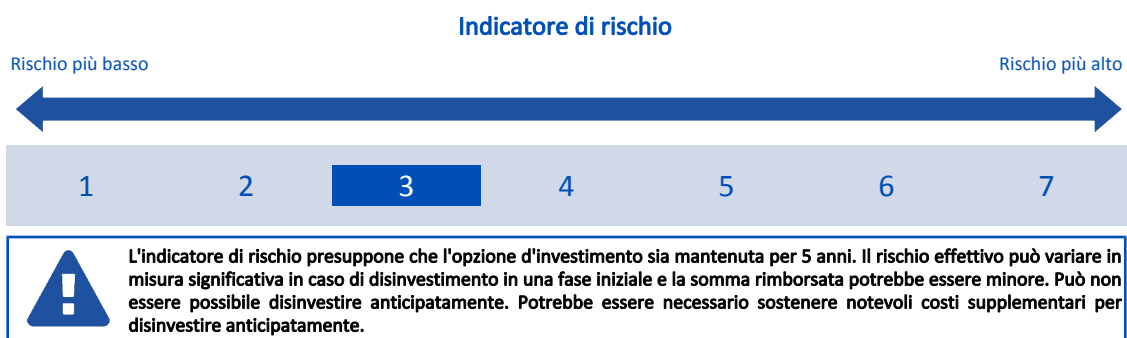 Indicatore di rischio
Rischio più basso
Rischio più alto
1 2 3 4 5 6 7
L'indicatore di rischio presuppone che l'opzione d'investimento sia mantenuta per 5 anni. Il rischio effettivo può variare in
misura significativa in caso di disinvestimento in una fase iniziale e la somma rimborsata potrebbe essere minore. Può non
essere possibile disinvestire anticipatamente. Potrebbe essere necessario sostenere notevoli costi supplementari per
disinvestire anticipatamente.